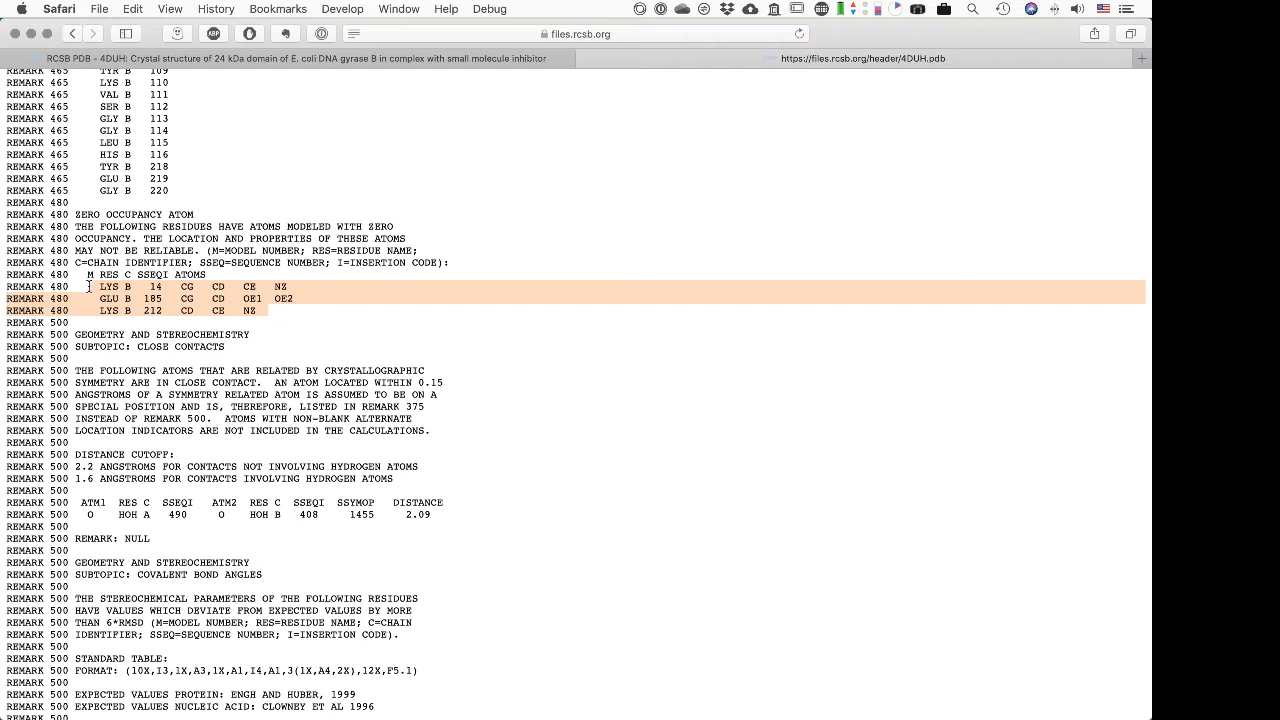 Safari File Edit View History Bookmarks Develop Window Help Debug
files.rcsb.org
RCSB PDB - 4DUH: Crystal structure of 24 kDa domain of E. coli DNA gyrase B in complex with small molecule inhibitor
https://files.rcsb.org/header/4DUH.pdb
REMARK 465 TYR B 109
REMARK 465 LYS B 110
REMARK 465 VAL B 111
REMARK 465 SER B 112
REMARK 465 GLY B 113
REMARK 465 GLY B 114
REMARK 465 LEU B 115
REMARK 465 HIS B 116
REMARK 465 TYR B 218
REMARK 465 GLU B 219
REMARK 465 GLY B 220
REMARK 480
REMARK 480 ZERO OCCUPANCY ATOM
REMARK 480 THE FOLLOWING RESIDUES HAVE ATOMS MODELED WITH ZERO
REMARK 480 OCCUPANCY. THE LOCATION AND PROPERTIES OF THESE ATOMS
REMARK 480 MAY NOT BE RELIABLE. (M=MODEL NUMBER; RES=RESIDUE NAME;
REMARK 480 C=CHAIN IDENTIFIER; SSEQ=SEQUENCE NUMBER; I=INSERTION CODE):
REMARK 480 M RES C SSEQI ATOMS
REMARK 480 LYS B 14 CG CD CE NZ
REMARK 480 GLU B 185 CG CD OE1 OE2
REMARK 480 LYS B 212 CD CE NZ
REMARK 500
REMARK 500 GEOMETRY AND STEREOCHEMISTRY
REMARK 500 SUBTOPIC: CLOSE CONTACTS
REMARK 500
REMARK 500 THE FOLLOWING ATOMS THAT ARE RELATED BY CRYSTALLOGRAPHIC
REMARK 500 SYMMETRY ARE IN CLOSE CONTACT. AN ATOM LOCATED WITHIN 0.15
REMARK 500 ANGSTROMS OF A SYMMETRY RELATED ATOM IS ASSUMED TO BE ON A
REMARK 500 SPECIAL POSITION AND IS, THEREFORE, LISTED IN REMARK 375
REMARK 500 INSTEAD OF REMARK 500. ATOMS WITH NON-BLANK ALTERNATE
REMARK 500 LOCATION INDICATORS ARE NOT INCLUDED IN THE CALCULATIONS.
REMARK 500
REMARK 500 DISTANCE CUTOFF:
REMARK 500 2.2 ANGSTROMS FOR CONTACTS NOT INVOLVING HYDROGEN ATOMS
REMARK 500 1.6 ANGSTROMS FOR CONTACTS INVOLVING HYDROGEN ATOMS
REMARK 500
REMARK 500 ATM1 RES C SSEQI ATM2 RES C SSEQI SSYMOP DISTANCE
REMARK 500 O HOH A 490 O HOH B 408 1455 2.09
REMARK 500
REMARK 500 REMARK: NULL
REMARK 500
REMARK 500 GEOMETRY AND STEREOCHEMISTRY
REMARK 500 SUBTOPIC: COVALENT BOND ANGLES
REMARK 500
REMARK 500 THE STEREOCHEMICAL PARAMETERS OF THE FOLLOWING RESIDUES
REMARK 500 HAVE VALUES WHICH DEVIATE FROM EXPECTED VALUES BY MORE
REMARK 500 THAN 6*RMSD (M=MODEL NUMBER; RES=RESIDUE NAME; C=CHAIN
REMARK 500 IDENTIFIER; SSEQ=SEQUENCE NUMBER; I=INSERTION CODE).
REMARK 500
REMARK 500 STANDARD TABLE:
REMARK 500 FORMAT: (10X,I3,1X,A3,1X,A1,I4,A1,3(1X,A4,2X),12X,F5.1)
REMARK 500
REMARK 500 EXPECTED VALUES PROTEIN: ENGH AND HUBER, 1999
REMARK 500 EXPECTED VALUES NUCLEIC ACID: CLOWNEY ET AL 1996
REMARK 500